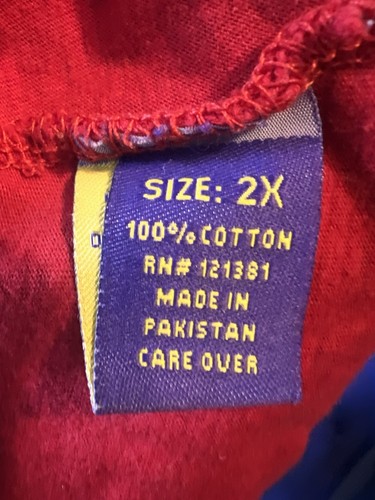 SIZE: 2X
100% COTTON
RN# 121381
MADE IN
PAKISTAN
CARE OVER